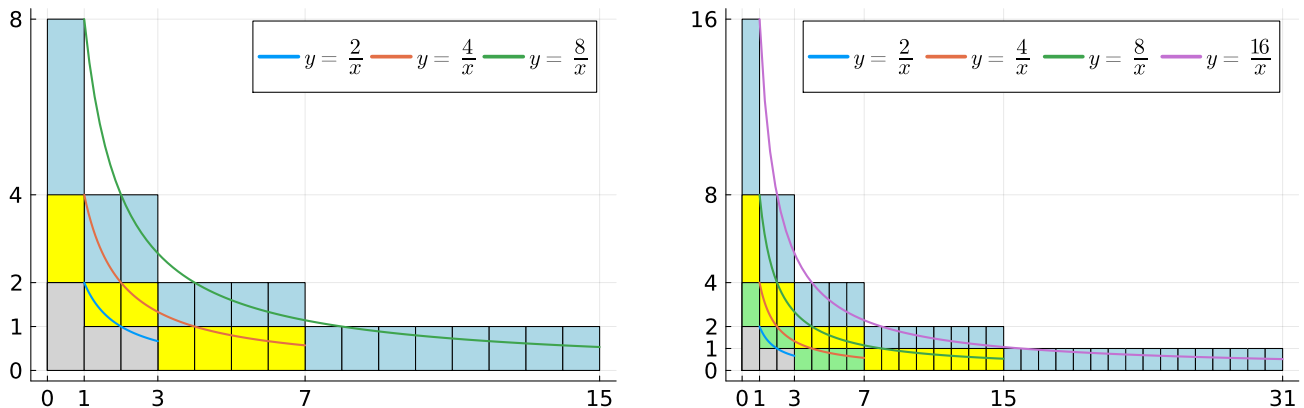 8
4
2
1
0
0 1 3 7 15
y = 2/x y = 4/x y = 8/x
16
8
4
2
1
0
0 1 3 7 15 31
y = 2/x y = 4/x y = 8/x y = 16/x